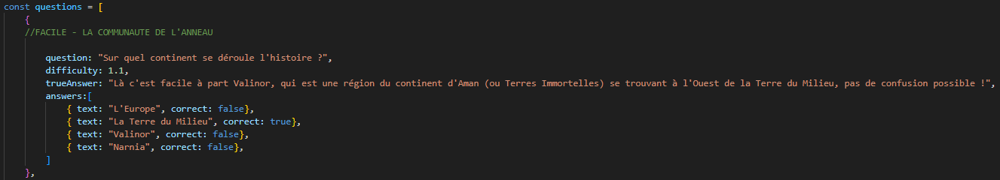 const questions = [
{
//FACILE - LA COMMUNAUTE DE L'ANNEAU
question: "Sur quel continent se déroule l'histoire ?",
difficulty: 1.1,
trueAnswer: "Là c'est facile à part Valinor, qui est une région du continent d'Aman (ou Terres Immortelles) se trouvant à l'Ouest de la Terre du Milieu, pas de confusion possible !",
answers:[
{ text: "L'Europe", correct: false},
{ text: "La Terre du Milieu", correct: true},
{ text: "Valinor", correct: false},
{ text: "Narnia", correct: false},
]
},